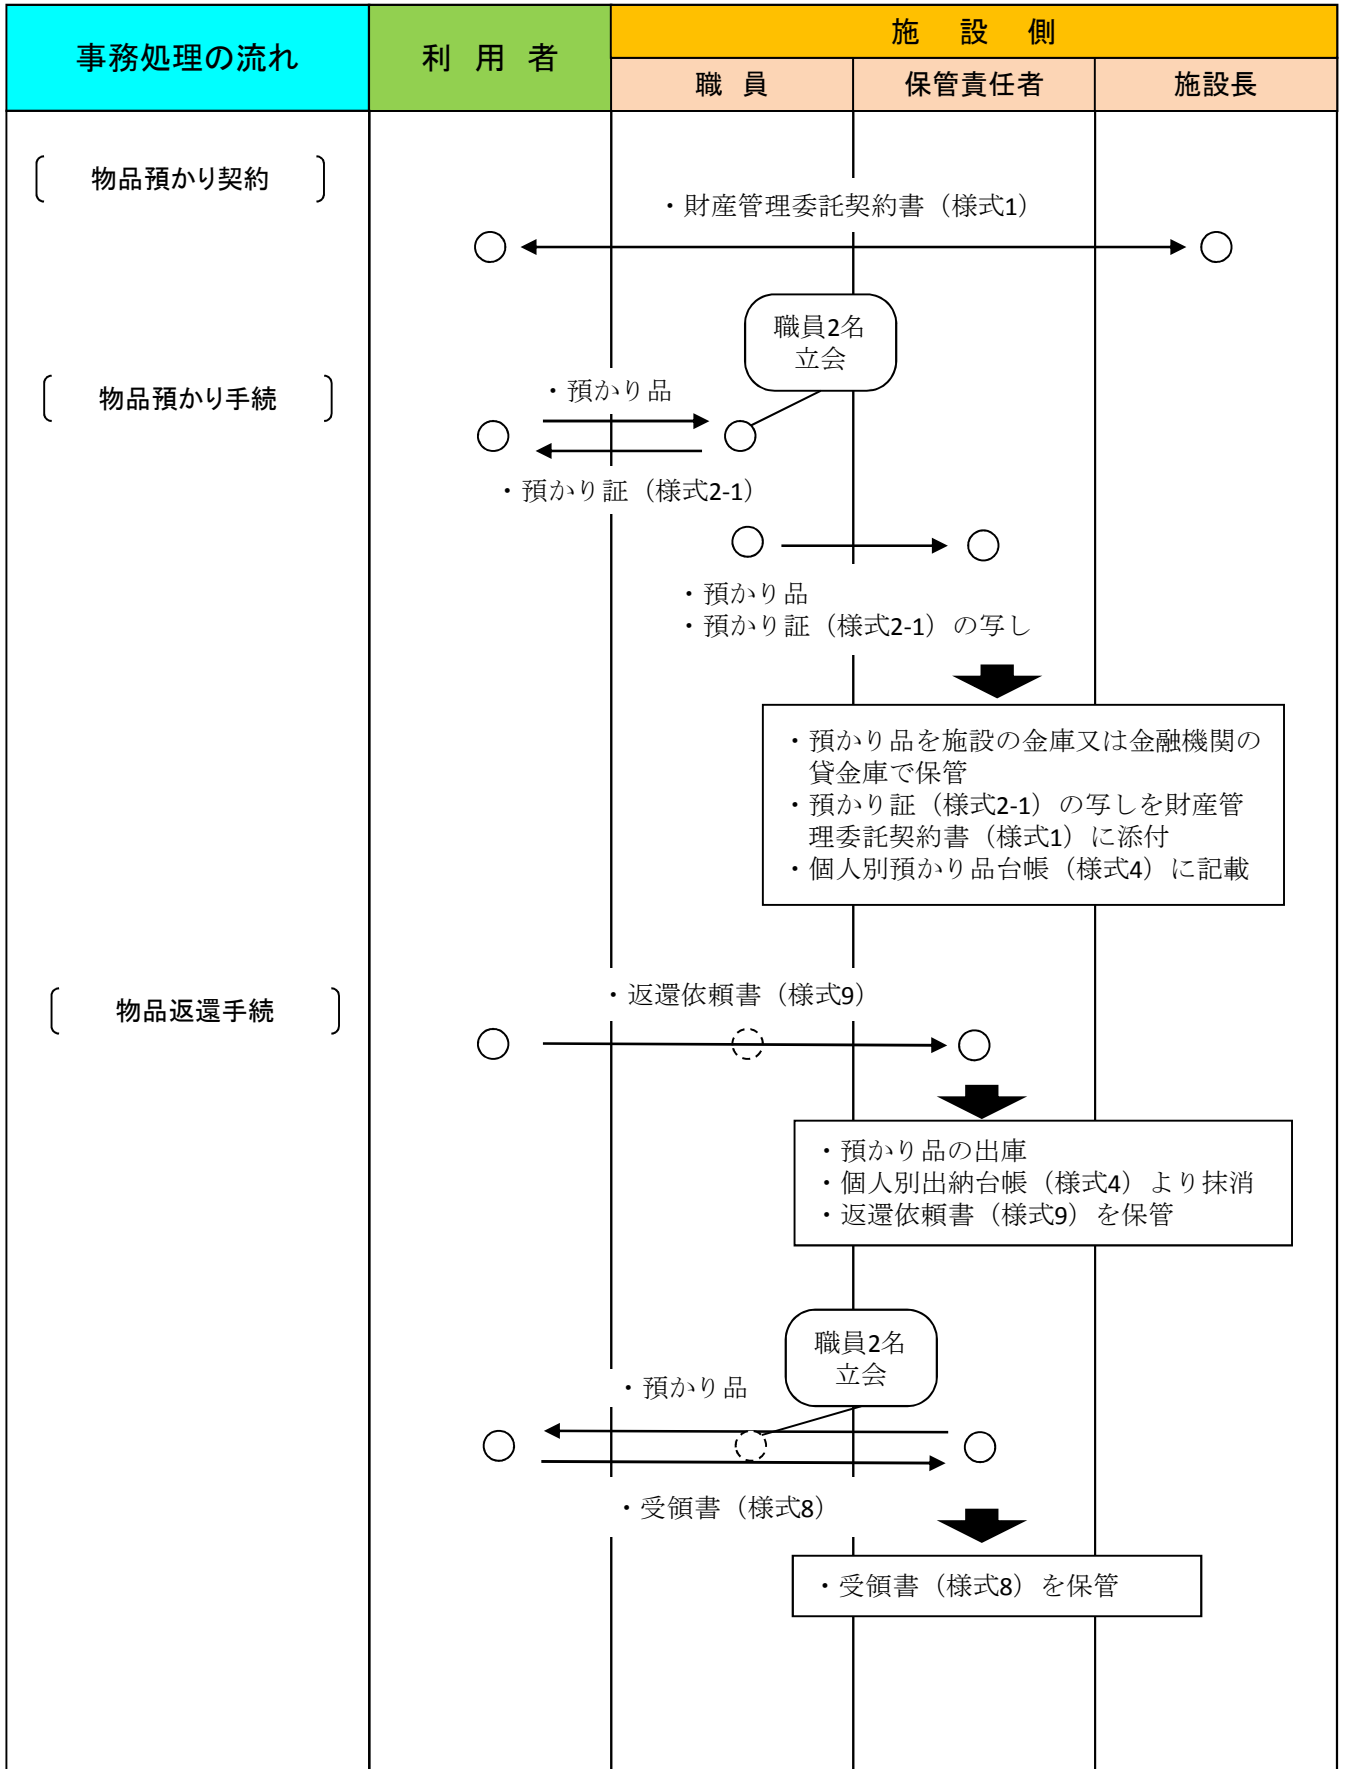 事務処理の流れ
利 用 者
施 設 側
職 員
保管責任者
施設長
物品預かり契約
・財産管理委託契約書（様式1）
職員2名
立会
物品預かり手続
・預かり品
・預かり証（様式2-1）
・預かり品
・預かり証（様式2-1）の写し
・預かり品を施設の金庫又は金融機関の
貸金庫で保管
・預かり証（様式2-1）の写しを財産管
理委託契約書（様式1）に添付
・個人別預かり品台帳（様式4）に記載
物品返還手続
・返還依頼書（様式9）
・預かり品の出庫
・個人別出納台帳（様式4）より抹消
・返還依頼書（様式9）を保管
職員2名
立会
・預かり品
・受領書（様式8）
・受領書（様式8）を保管